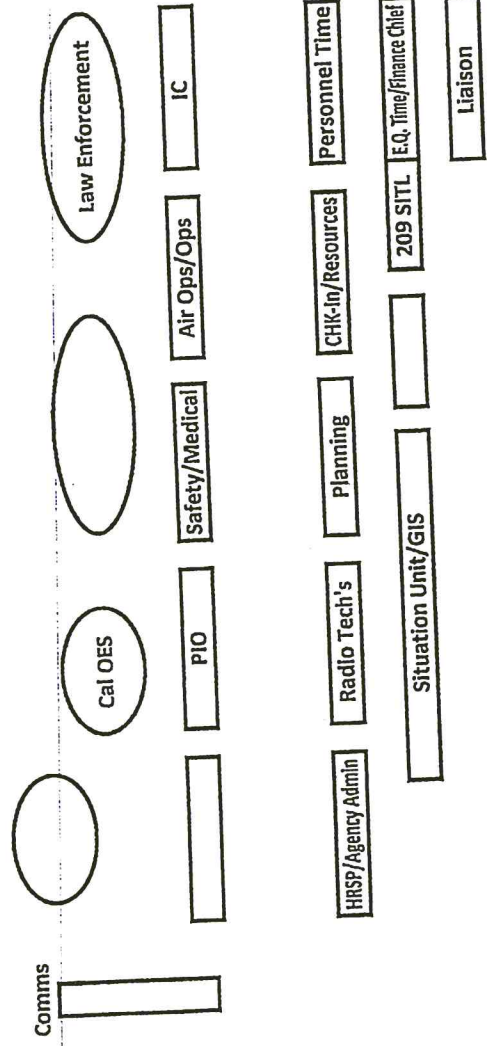 Comms
Cal OES
Law Enforcement
PIO
Safety/Medical
Air Ops/Ops
IC
HRSP/Agency Admin
Radio Tech's
Planning
CHK-In/Resources
Personnel Time
Situation Unit/GIS
209 SITL
E.Q. Time/Finance Chief
Liaison